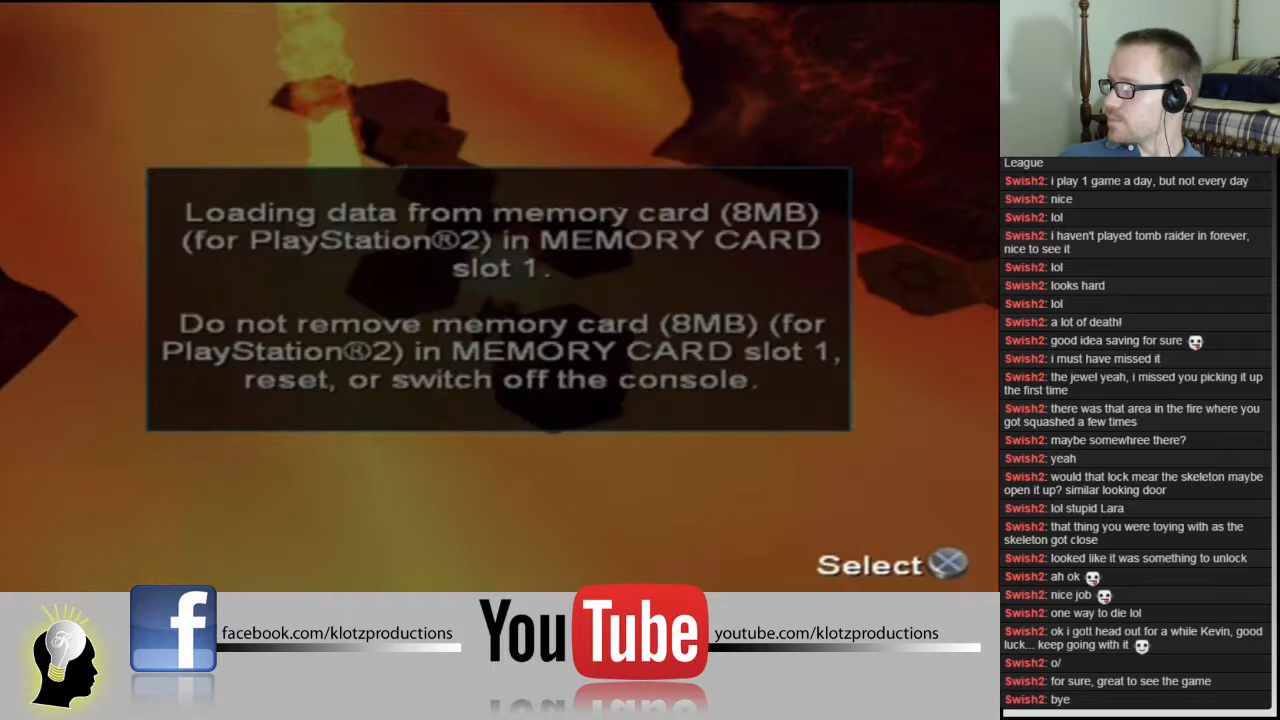 Loading data from memory card (8MB)
(for PlayStation®2) in MEMORY CARD
slot 1.
Do not remove memory card (8MB) (for
PlayStation®2) in MEMORY CARD slot 1,
reset, or switch off the console.
Select
League
Swish2: i play 1 game a day, but not every day
Swish2: nice
Swish2: lol
Swish2: i haven't played tomb raider in forever,
nice to see it
Swish2: lol
Swish2: looks hard
Swish2: lol
Swish2: a lot of death!
Swish2: good idea saving for sure
Swish2: i must have missed it
Swish2: the jewel yeah, i missed you picking it up
the first time
Swish2: there was that area in the fire where you
got squashed a few times
Swish2: maybe somewhree there?
Swish2: yeah
Swish2: would that lock mear the skeleton maybe
open it up? similar looking door
Swish2: lol stupid Lara
Swish2: that thing you were toying with as the
skeleton got close
Swish2: looked like it was something to unlock
Swish2: ah ok
Swish2: nice job
Swish2: one way to die lol
Swish2: ok i gott head out for a while Kevin, good
luck... keep going with it
Swish2: o/
Swish2: for sure, great to see the game
Swish2: bye
f
facebook.com/klotzproductions
YouTube
youtube.com/klotzproductions